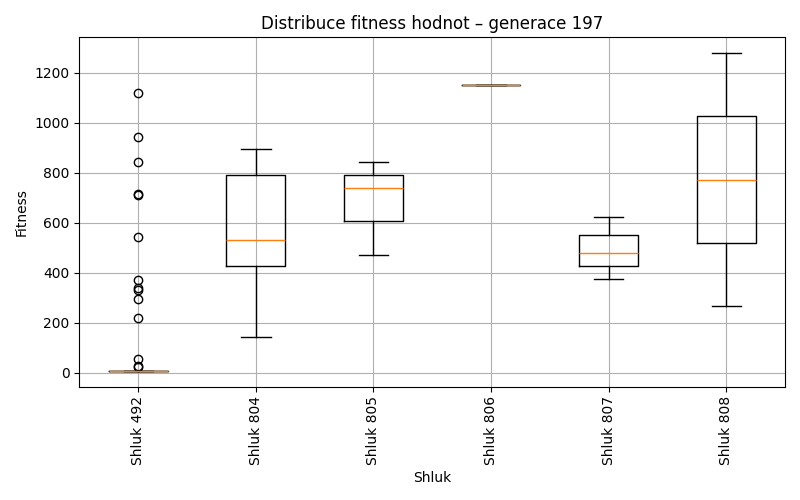 Distribuce fitness hodnot – generace 197
Fitness
1200
1000
800
600
400
200
0
Shluk 492
Shluk 804
Shluk 805
Shluk 806
Shluk 807
Shluk 808
Shluk